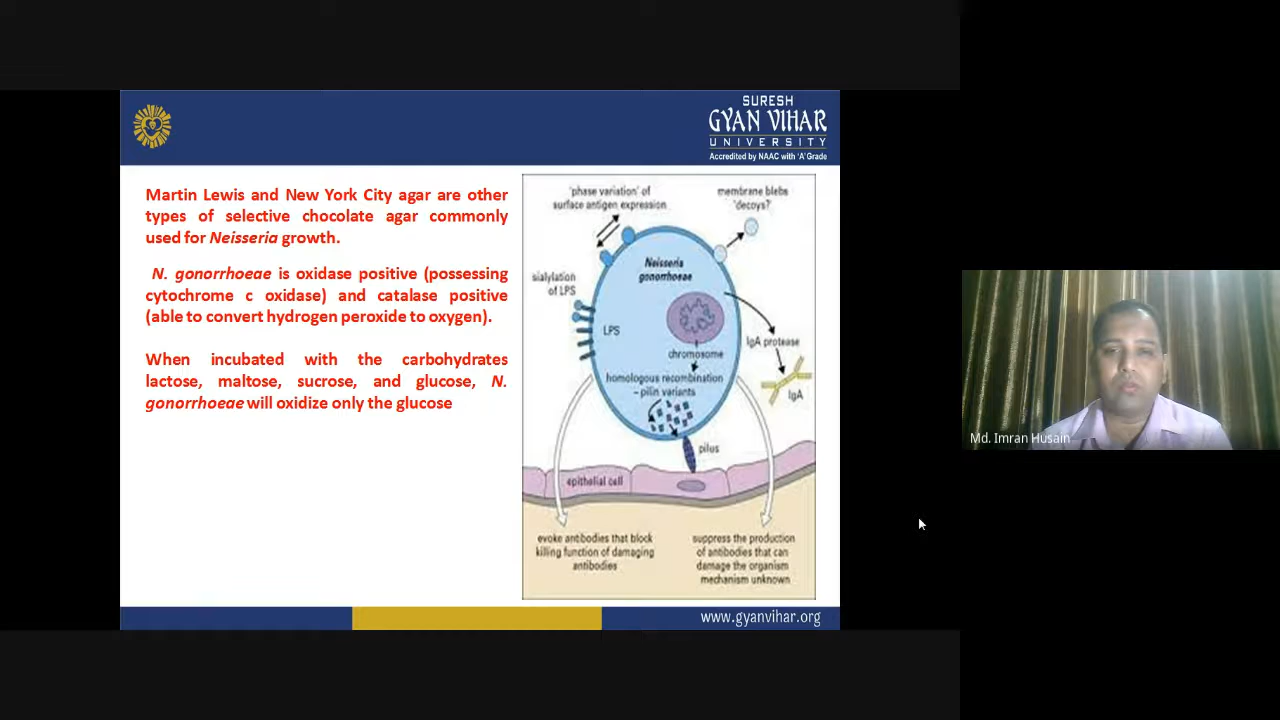 SURESH
GYAN VIHAR
UNIVERSITY
Accredited by NAAC with 'A' Grade
Martin Lewis and New York City agar are other
types of selective chocolate agar commonly
used for Neisseria growth.
N. gonorrhoeae is oxidase positive (possessing
cytochrome c oxidase) and catalase positive
(able to convert hydrogen peroxide to oxygen).
When incubated with the carbohydrates
lactose, maltose, sucrose, and glucose, N.
gonorrhoeae will oxidize only the glucose
'phase variation' of
surface antigen expression
membrane blebs
'decoys?'
Neisseria
gonorrhoeae
sialylation
of LPS
LPS
chromosome
IgA protease
IgA
homologous recombination
– pilin variants
pilus
epithelial cell
evoke antibodies that block
killing function of damaging
antibodies
suppress the production
of antibodies that can
damage the organism
mechanism unknown
www.gyanvihar.org
Md. Imran Husain